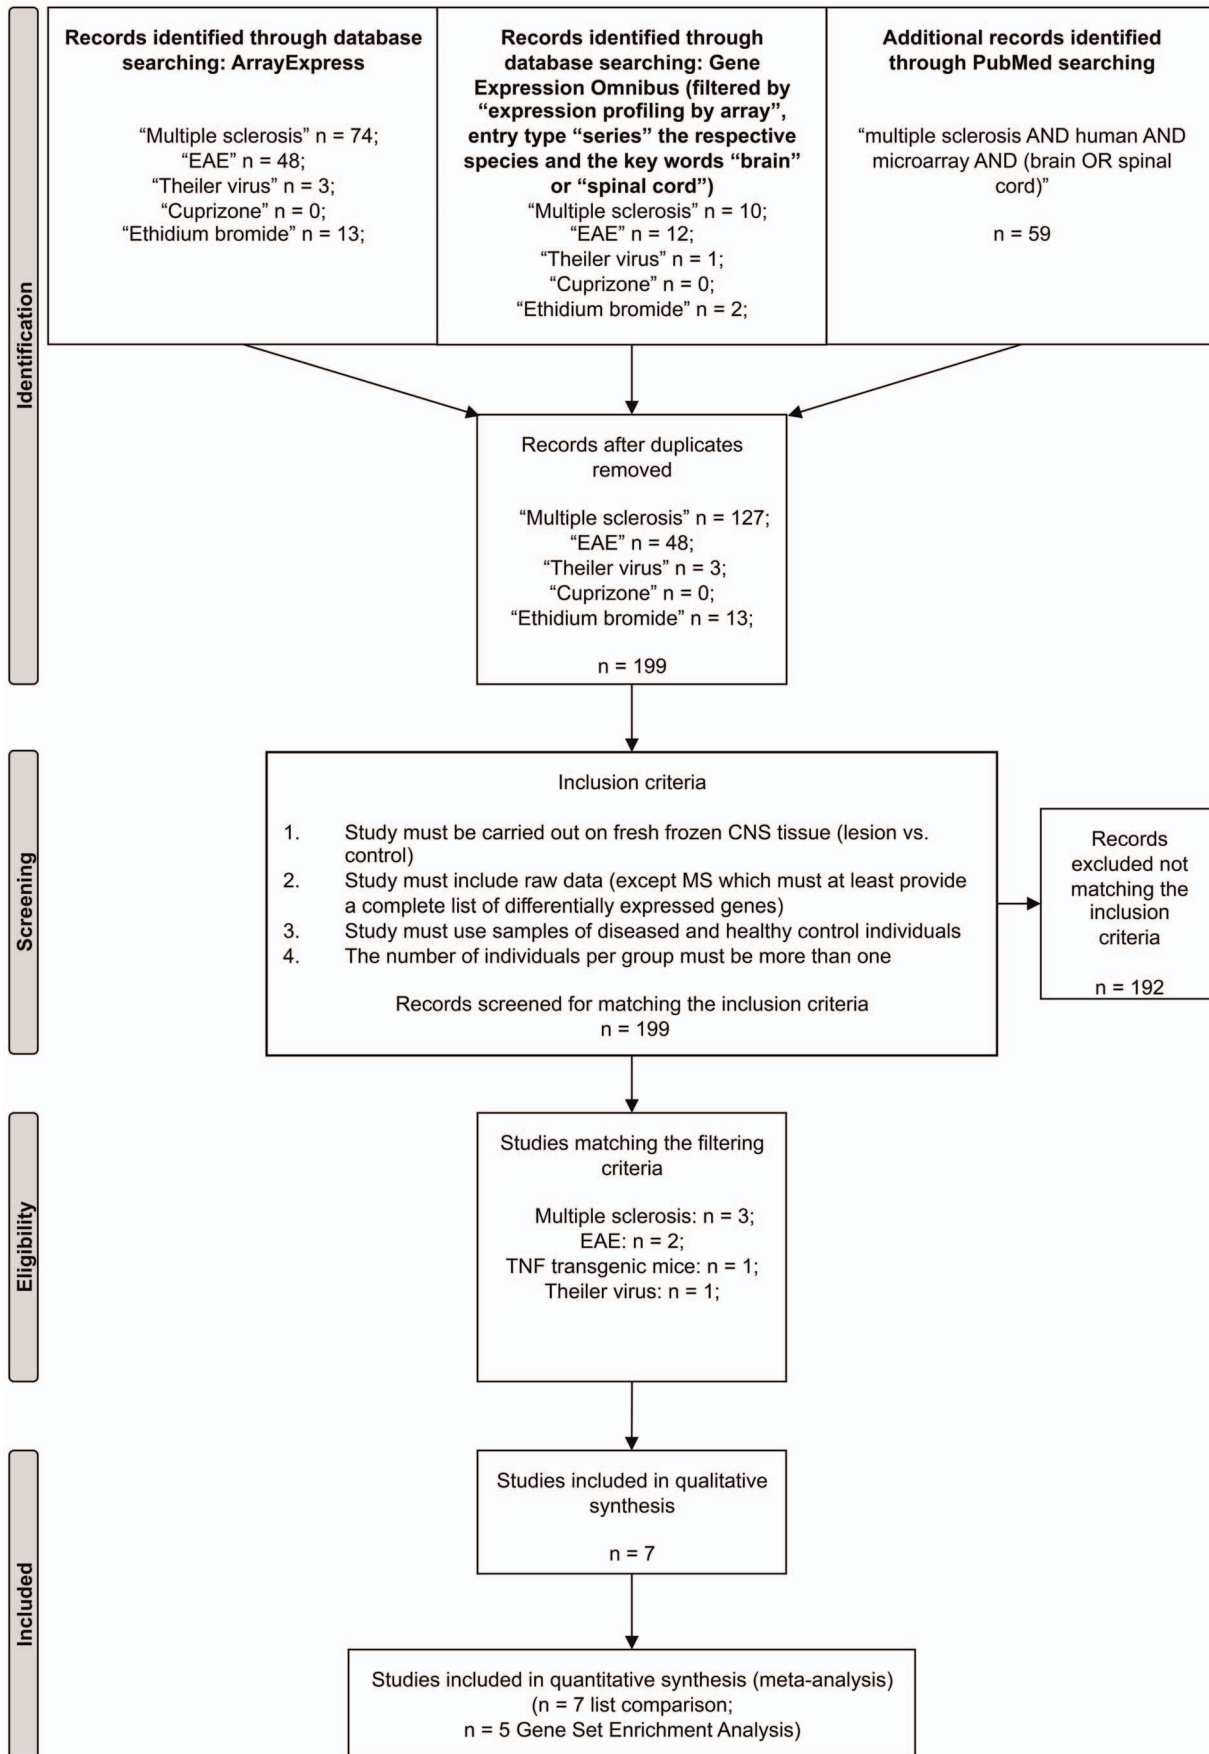 Identification
Records identified through database
searching: ArrayExpress
“Multiple sclerosis” n = 74;
“EAE” n = 48;
“Theiler virus” n = 3;
“Cuprizone” n = 0;
“Ethidium bromide” n = 13;
Records identified through
database searching: Gene
Expression Omnibus (filtered by
“expression profiling by array”,
entry type “series” the respective
species and the key words “brain”
or “spinal cord”)
“Multiple sclerosis” n = 10;
“EAE” n = 12;
“Theiler virus” n = 1;
“Cuprizone” n = 0;
“Ethidium bromide” n = 2;
Additional records identified
through PubMed searching
“multiple sclerosis AND human AND
microarray AND (brain OR spinal
cord)”
n = 59
Records after duplicates
removed
“Multiple sclerosis” n = 127;
“EAE” n = 48;
“Theiler virus” n = 3;
“Cuprizone” n = 0;
“Ethidium bromide” n = 13;
n = 199
Screening
Inclusion criteria
1. Study must be carried out on fresh frozen CNS tissue (lesion vs.
control)
2. Study must include raw data (except MS which must at least provide
a complete list of differentially expressed genes)
3. Study must use samples of diseased and healthy control individuals
4. The number of individuals per group must be more than one
Records screened for matching the inclusion criteria
n = 199
Records
excluded not
matching the
inclusion
criteria
n = 192
Eligibility
Studies matching the filtering
criteria
Multiple sclerosis: n = 3;
EAE: n = 2;
TNF transgenic mice: n = 1;
Theiler virus: n = 1;
Included
Studies included in qualitative
synthesis
n = 7
Studies included in quantitative synthesis (meta-analysis)
(n = 7 list comparison;
n = 5 Gene Set Enrichment Analysis)